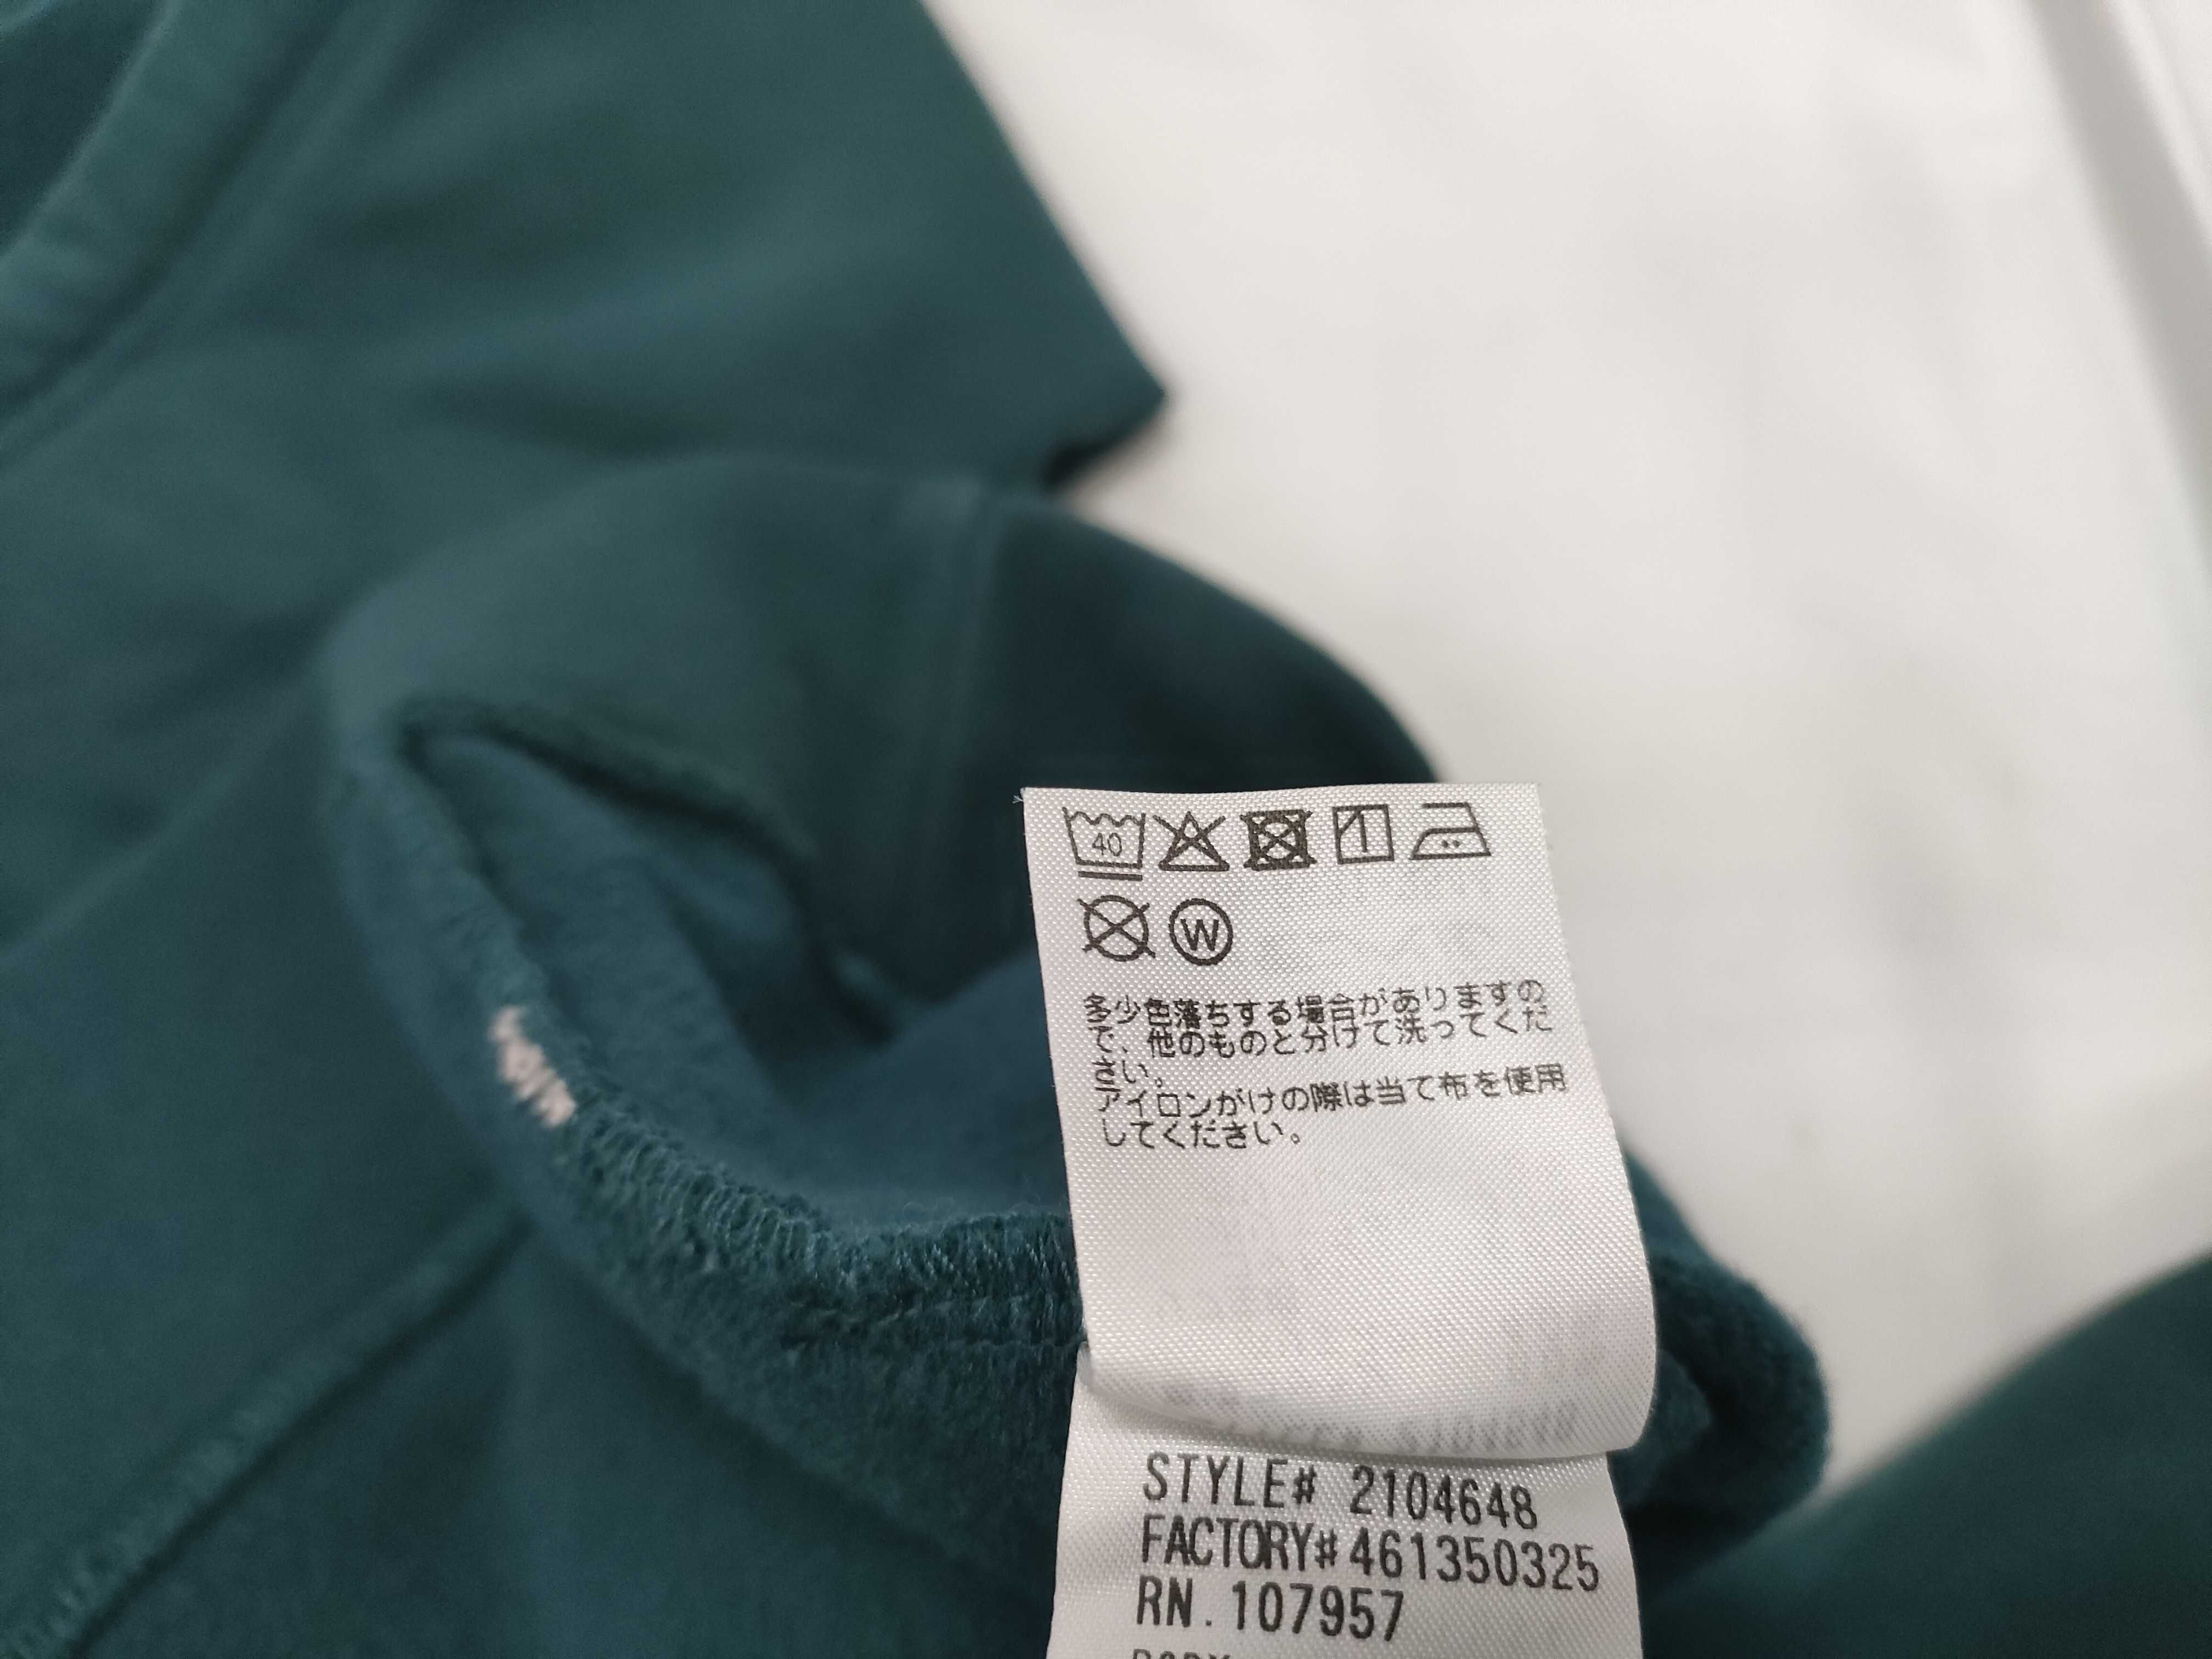 40
W
多少色落ちする場合がありますの
で、他のものと分けて洗ってくだ
さい。
アイロンがけの際は当て布を使用
してください。
STYLE# 2104648
FACTORY# 461350325
RN. 107957
BODY